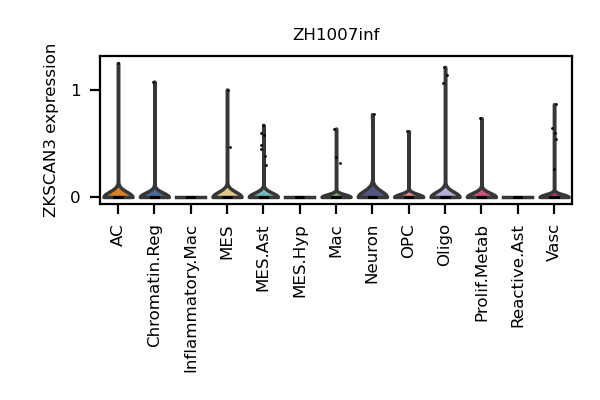 ZH1007inf
ZKSCAN3 expression
1
0
AC
Chromatin.Reg
Inflammatory.Mac
MES
MES.Ast
MES.Hyp
Mac
Neuron
OPC
Oligo
Prolif.Metab
Reactive.Ast
Vasc